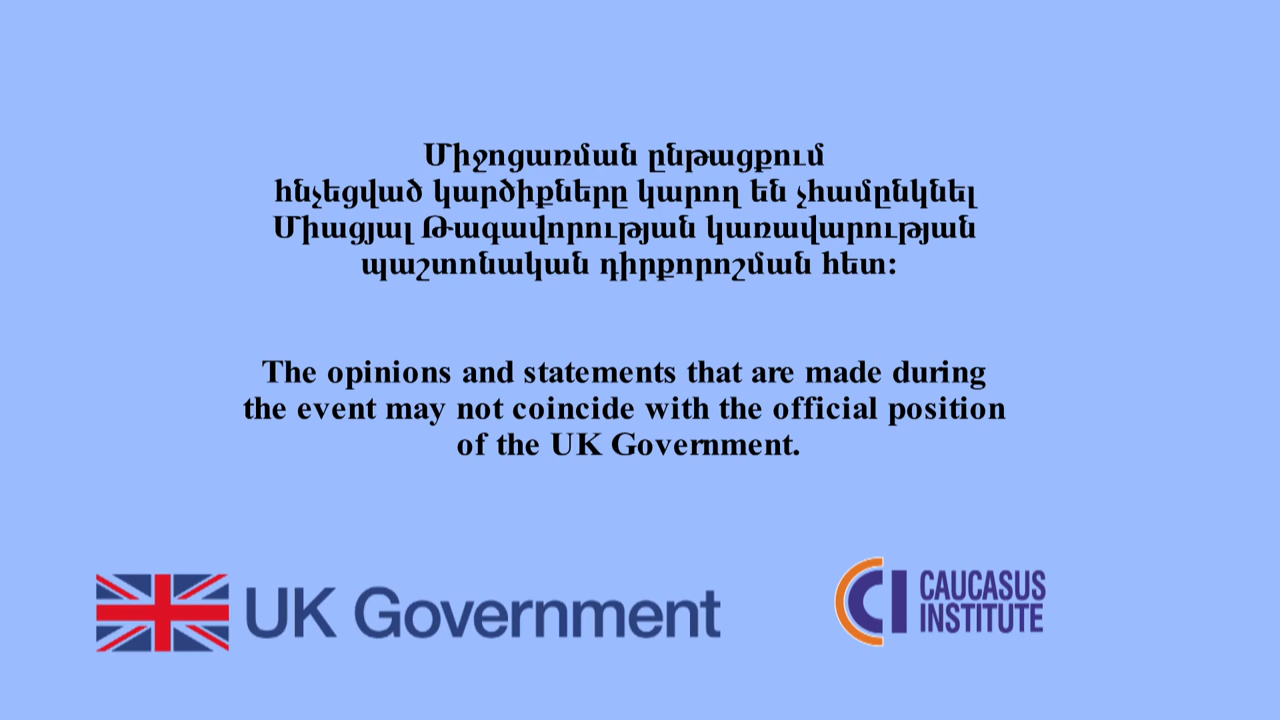 Միջոցառման ընթացքում
հնչեցված կարծիքները կարող են չհամընկնել
Միացյալ Թագավորության կառավարության
պաշտոնական դիրքորոշման հետ:
The opinions and statements that are made during
the event may not coincide with the official position
of the UK Government.
UK Government
CI CAUCASUS
INSTITUTE